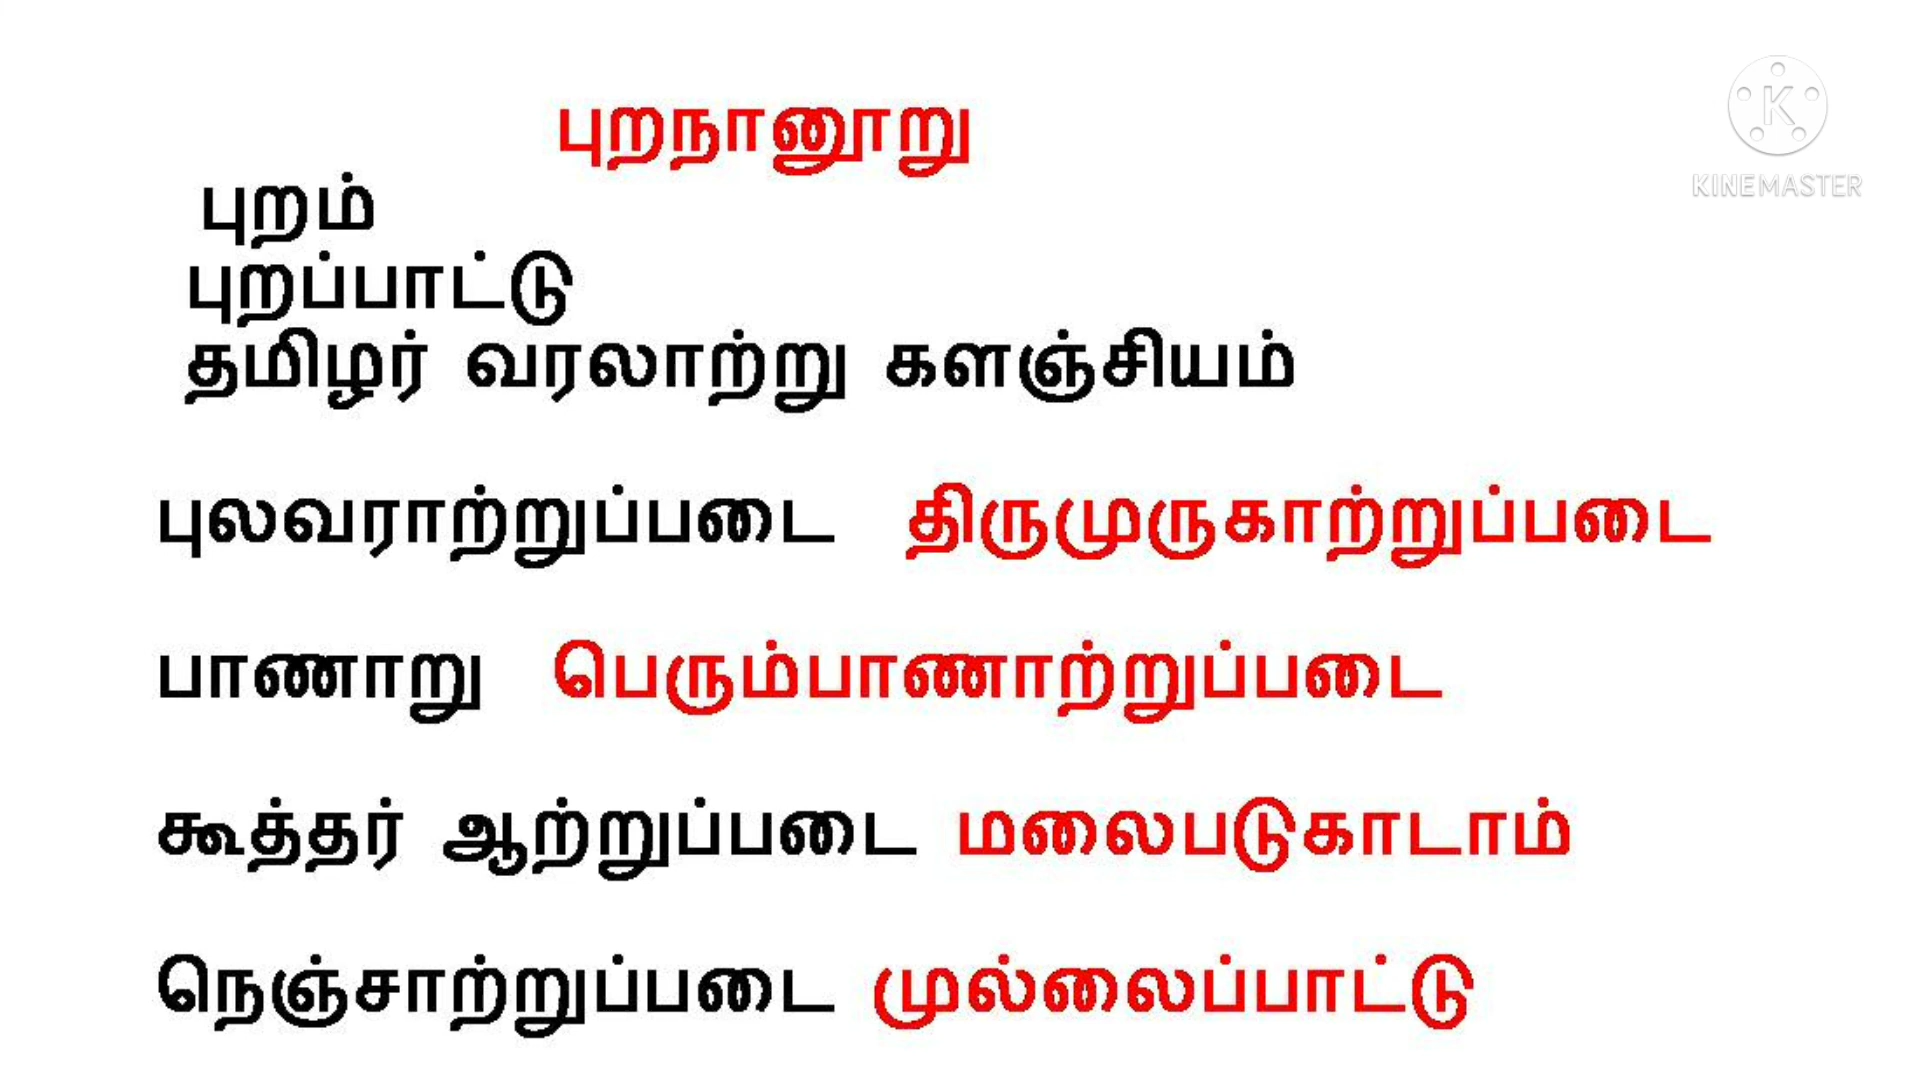 புறநானூறு
KINEMASTER
புறம்
புறப்பாட்டு
தமிழர் வரலாற்று களஞ்சியம்
புலவராற்றுப்படை திருமுருகாற்றுப்படை
பாணாறு பெரும்பாணாற்றுப்படை
கூத்தர் ஆற்றுப்படை மலைபடுகாடாம்
நெஞ்சாற்றுப்படை முல்லைப்பாட்டு